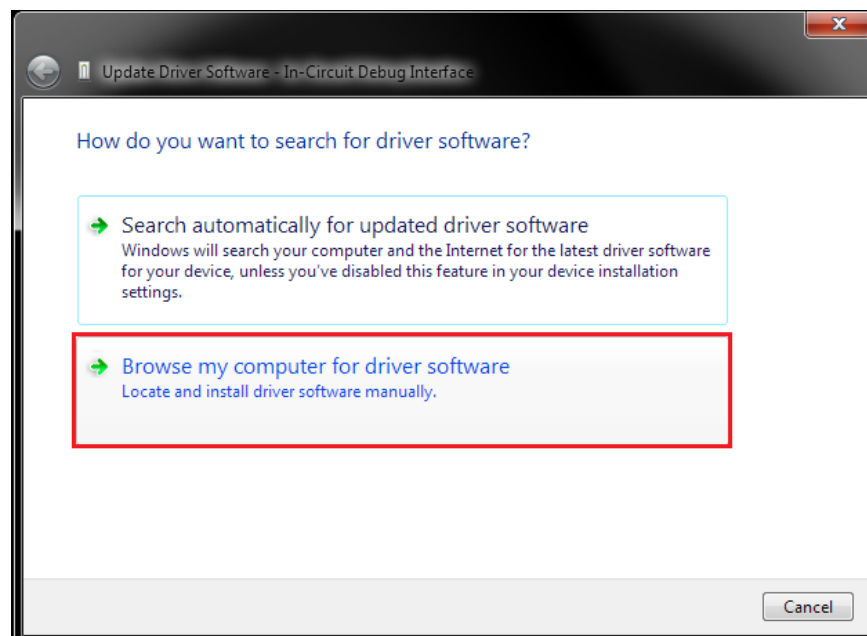 Update Driver Software - In-Circuit Debug Interface
How do you want to search for driver software?
Search automatically for updated driver software
Windows will search your computer and the Internet for the latest driver software
for your device, unless you've disabled this feature in your device installation
settings.
Browse my computer for driver software
Locate and install driver software manually.
Cancel